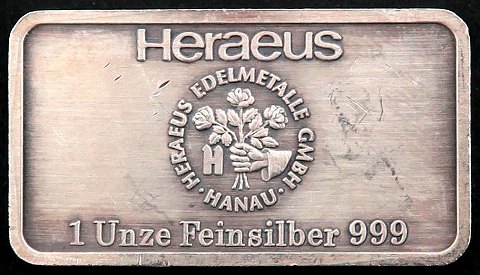 Heraeus
HERAEUS EDELMETALLE GMBH
· HANAU ·
H
1 Unze Feinsilber 999